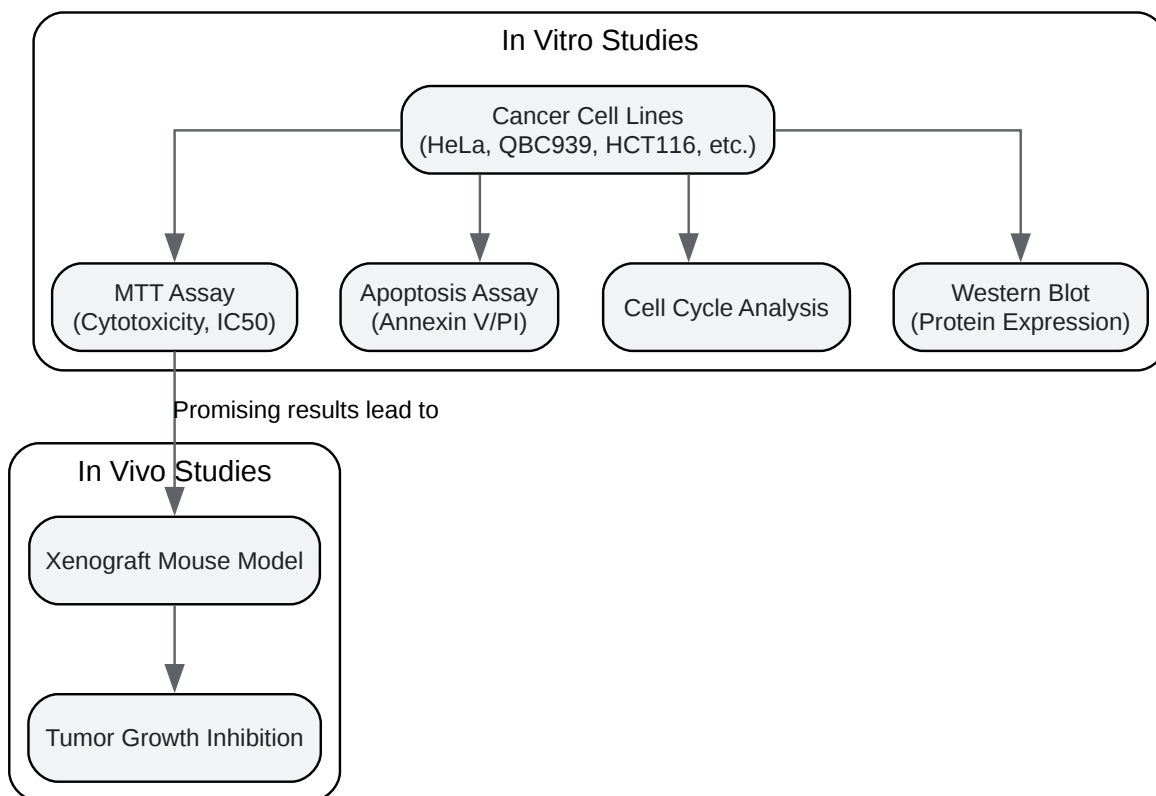 In Vitro Studies
Cancer Cell Lines
(HeLa, QBC939, HCT116, etc.)
MTT Assay
(Cytotoxicity, IC50)
Apoptosis Assay
(Annexin V/PI)
Cell Cycle Analysis
Western Blot
(Protein Expression)
Promising results lead to
In Vivo Studies
Xenograft Mouse Model
Tumor Growth Inhibition